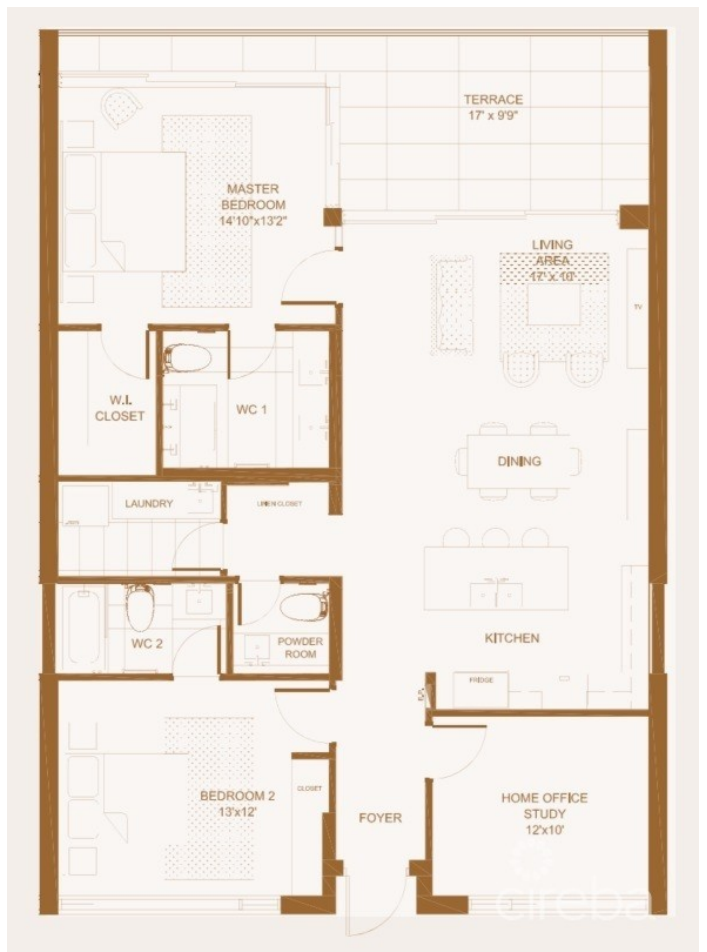 TERRACE
17' x 9'9"
MASTER
BEDROOM
14'10"x13'2"
LIVING
AREA
17' x 16'
TV
W.I.
CLOSET
WC 1
DINING
LAUNDRY
LINEN CLOSET
WC 2
POWDER
ROOM
KITCHEN
FRIDGE
BEDROOM 2
13'x12'
CLOSET
FOYER
HOME OFFICE
STUDY
12'x10'
cireba